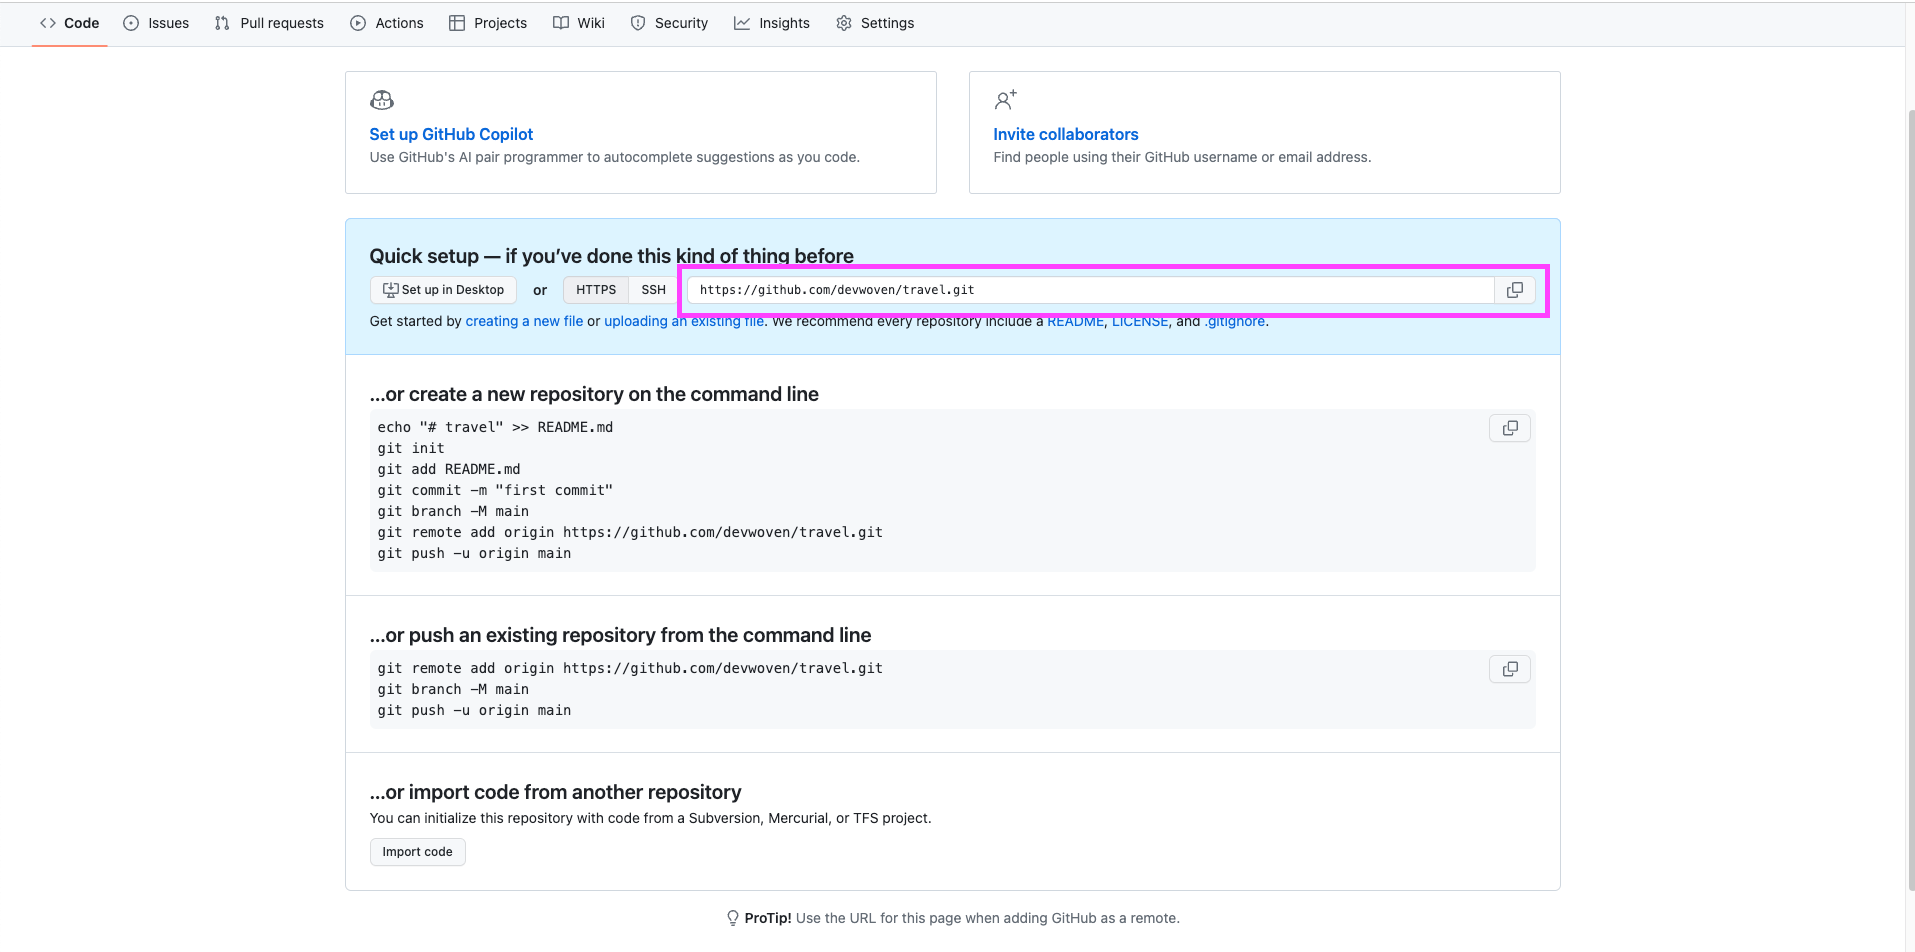 Code Issues Pull requests Actions Projects Wiki Security Insights Settings
Set up GitHub Copilot
Use GitHub's AI pair programmer to autocomplete suggestions as you code.
Invite collaborators
Find people using their GitHub username or email address.
Quick setup — if you’ve done this kind of thing before
Set up in Desktop or HTTPS SSH https://github.com/devwoven/travel.git
Get started by creating a new file or uploading an existing file. We recommend every repository include a README, LICENSE, and .gitignore.
…or create a new repository on the command line
echo "# travel" >> README.md
git init
git add README.md
git commit -m "first commit"
git branch -M main
git remote add origin https://github.com/devwoven/travel.git
git push -u origin main
…or push an existing repository from the command line
git remote add origin https://github.com/devwoven/travel.git
git branch -M main
git push -u origin main
…or import code from another repository
You can initialize this repository with code from a Subversion, Mercurial, or TFS project.
Import code
ProTip! Use the URL for this page when adding GitHub as a remote.